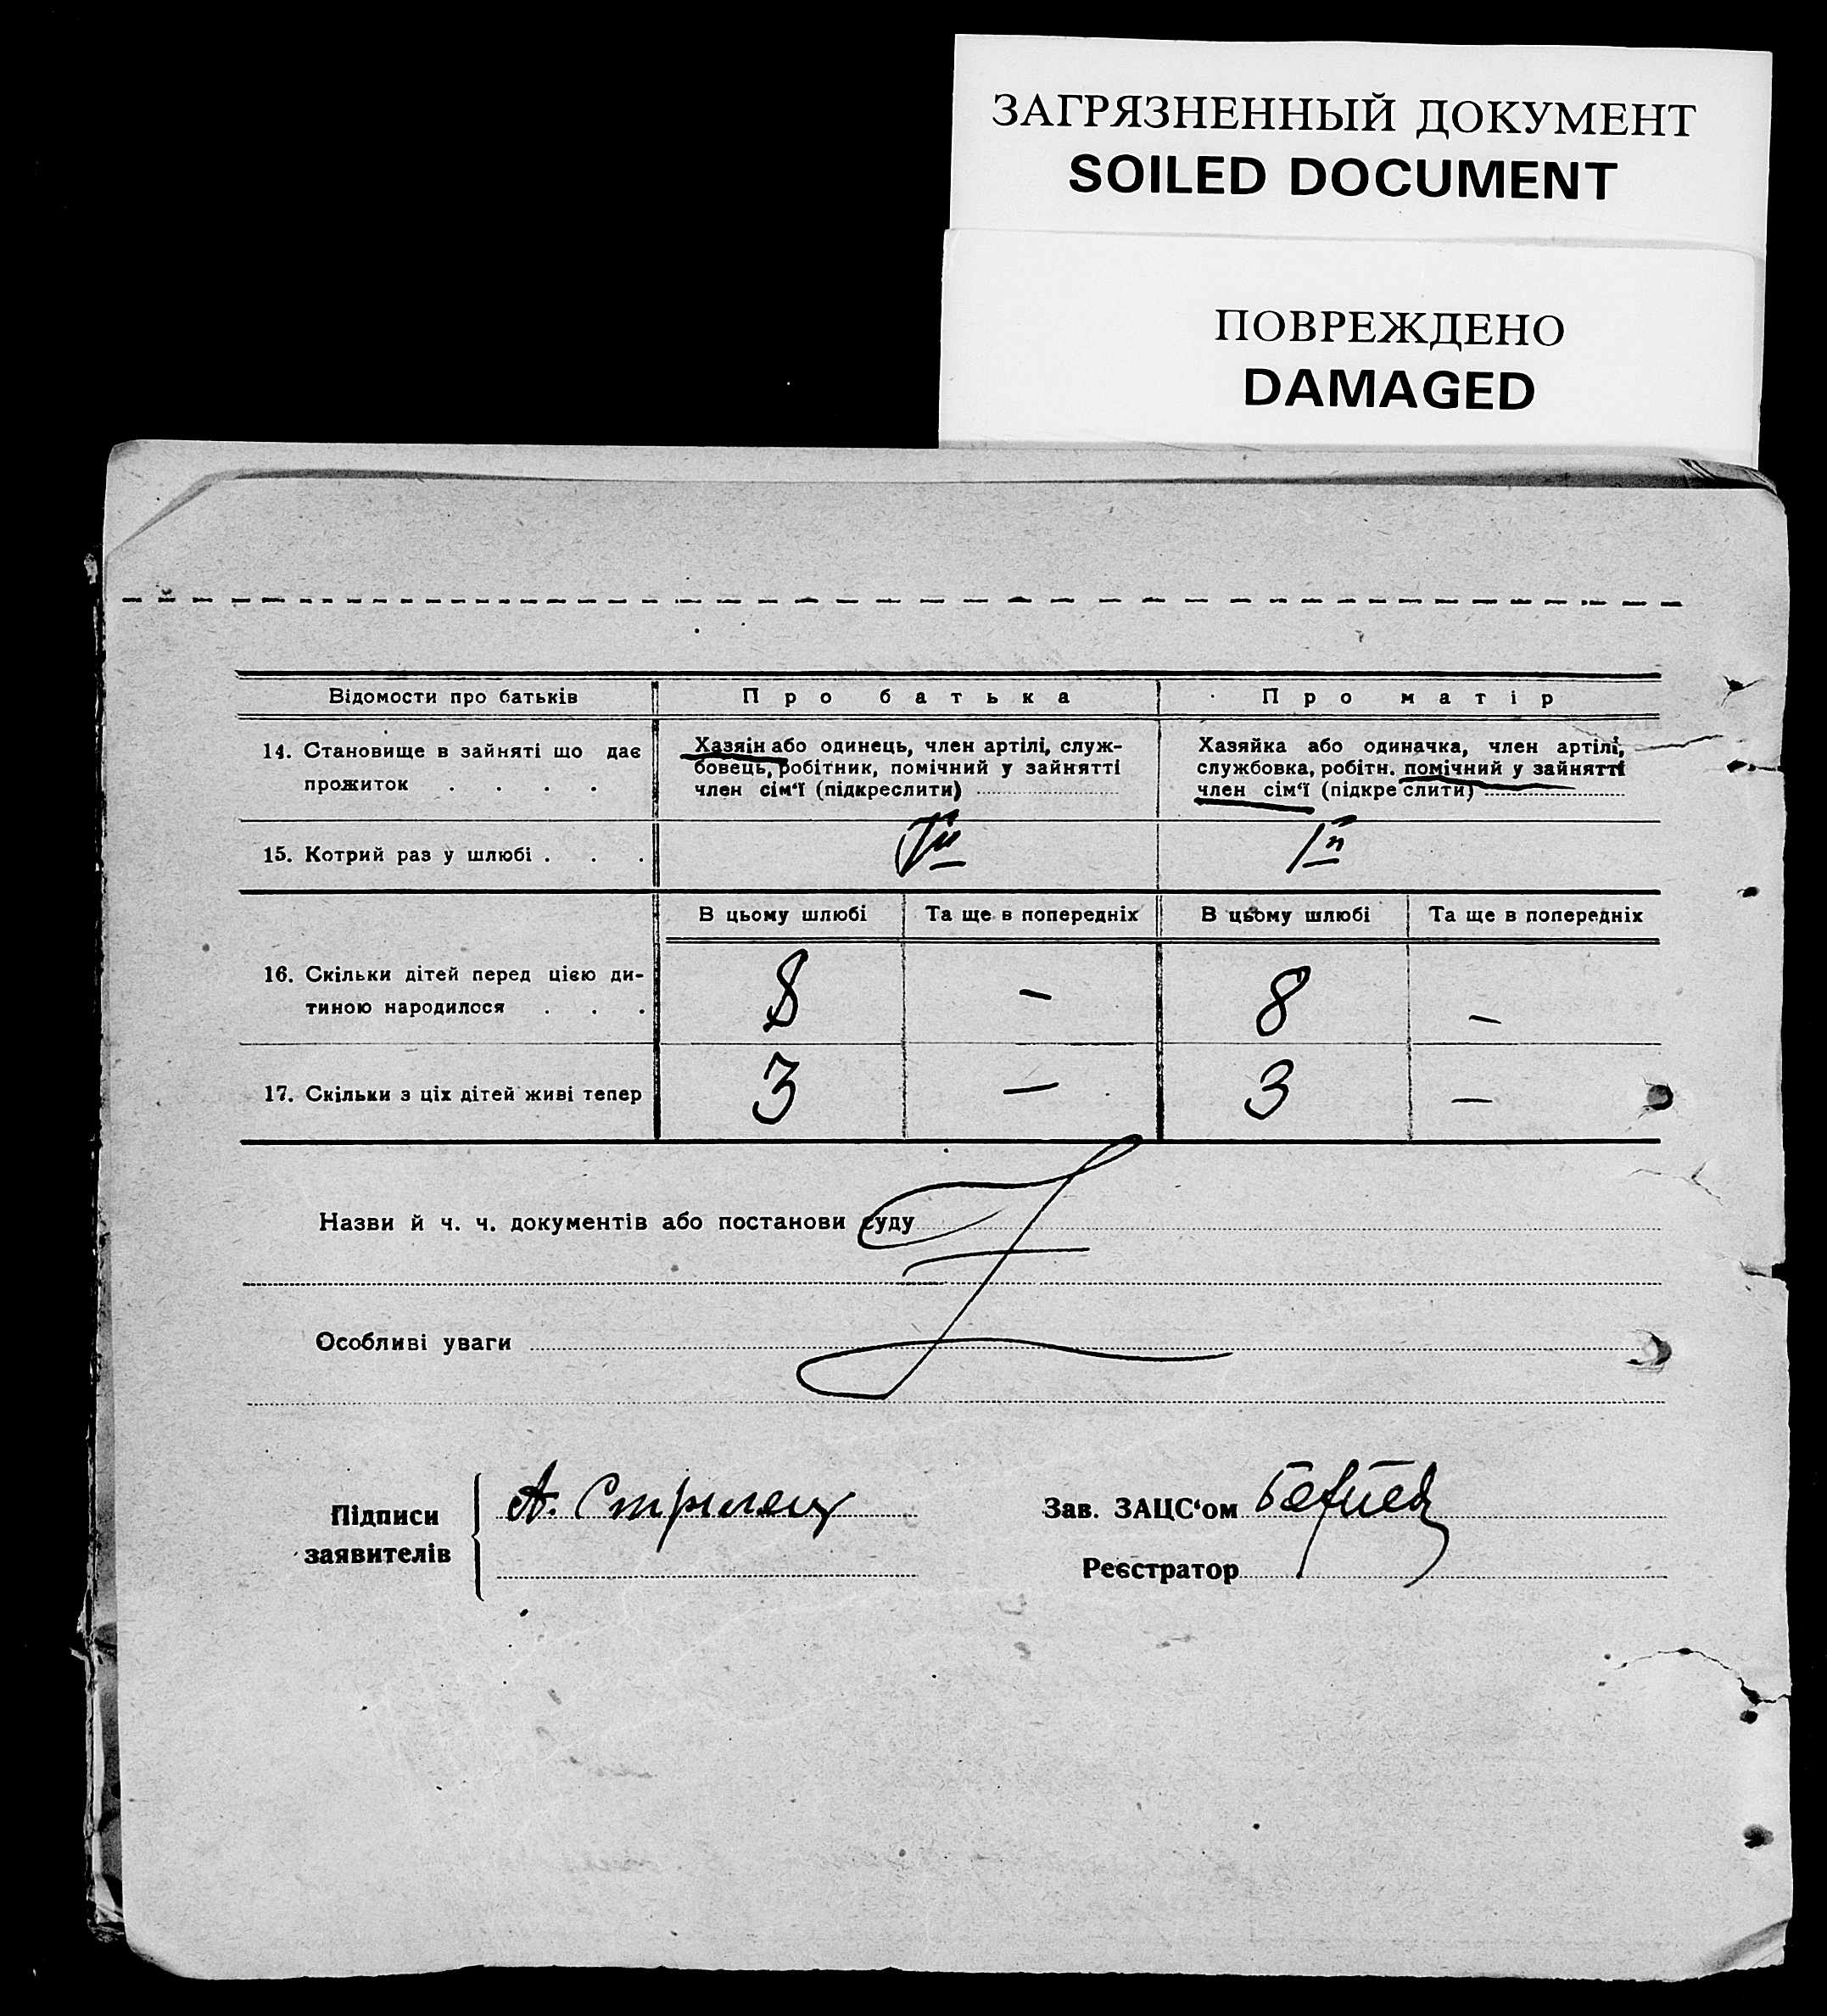 ЗАГРЯЗНЕННЫЙ ДОКУМЕНТ
SOILED DOCUMENT
ПОВРЕЖДЕНО
DAMAGED
Відомости про батьків
Про батька
Про матір
14. Становище в зайняті що дає
прожиток . . . .
Хазяін або одинець, член артілі, служ-
бовець, робітник, помічний у зайнятті
член сім'ї (підкреслити)
Хазяйка або одиначка, член артілі,
службовка, робітн. помічний у зайнятті
член сім'ї (підкреслити)
15. Котрий раз у шлюбі . . .
Iй
Iй
В цьому шлюбі
Та ще в попередніх
В цьому шлюбі
Та ще в попередніх
16. Скільки дітей перед цією ди-
тиною народилося . . .
8
–
8
–
17. Скільки з ціх дітей живі тепер
3
–
3
–
Назви й ч. ч. документів або постанови суду
Особливі уваги
Підписи
заявителів
А. Стрилец
Зав. ЗАЦС'ом
Реєстратор